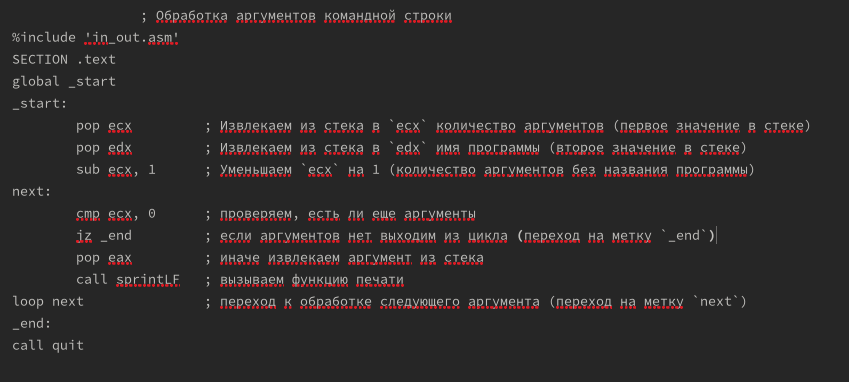 ; Обработка аргументов командной строки
%include 'in_out.asm'
SECTION .text
global _start
_start:
pop ecx ; Извлекаем из стека в `ecx` количество аргументов (первое значение в стеке)
pop edx ; Извлекаем из стека в `edx` имя программы (второе значение в стеке)
sub ecx, 1 ; Уменьшаем `ecx` на 1 (количество аргументов без названия программы)
next:
cmp ecx, 0 ; проверяем, есть ли еще аргументы
jz _end ; если аргументов нет выходим из цикла (переход на метку `_end`)
pop eax ; иначе извлекаем аргумент из стека
call sprintLF ; вызываем функцию печати
loop next ; переход к обработке следующего аргумента (переход на метку `next`)
_end:
call quit